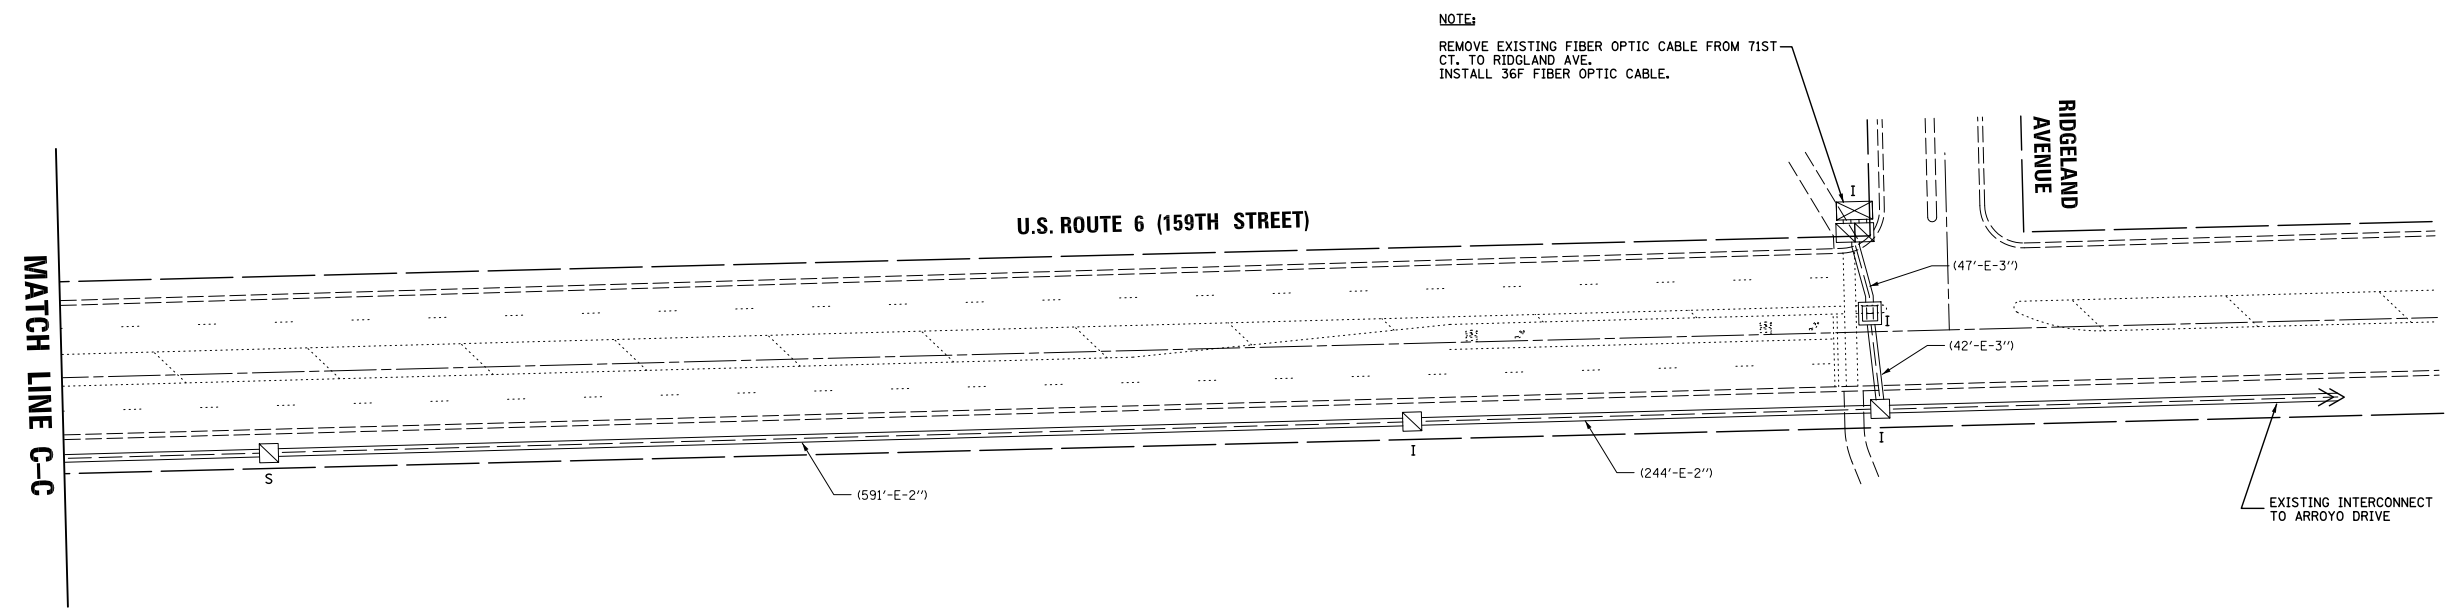 NOTE:
REMOVE EXISTING FIBER OPTIC CABLE FROM 71ST
CT. TO RIDGLAND AVE.
INSTALL 36F FIBER OPTIC CABLE.
RIDGELAND
AVENUE
I
U.S. ROUTE 6 (159TH STREET)
(47'-E-3'')
MATCH LINE C-C
H
I
(42'-E-3'')
I
I
S
(244'-E-2'')
(591'-E-2'')
EXISTING INTERCONNECT
TO ARROYO DRIVE